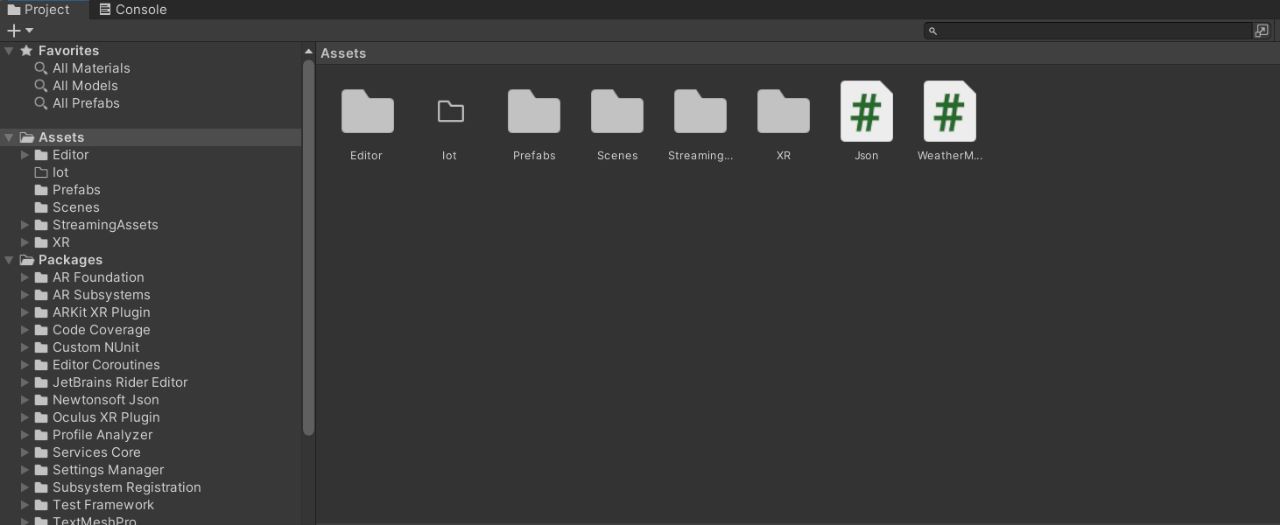 Project
Console
Favorites
All Materials
All Models
All Prefabs
Assets
Editor
Iot
Prefabs
Scenes
StreamingAssets
XR
Packages
AR Foundation
AR Subsystems
ARKit XR Plugin
Code Coverage
Custom NUnit
Editor Coroutines
JetBrains Rider Editor
Newtonsoft Json
Oculus XR Plugin
Profile Analyzer
Services Core
Settings Manager
Subsystem Registration
Test Framework
TextMeshPro
Assets
Editor
Iot
Prefabs
Scenes
Streaming...
XR
#
Json
#
WeatherM...